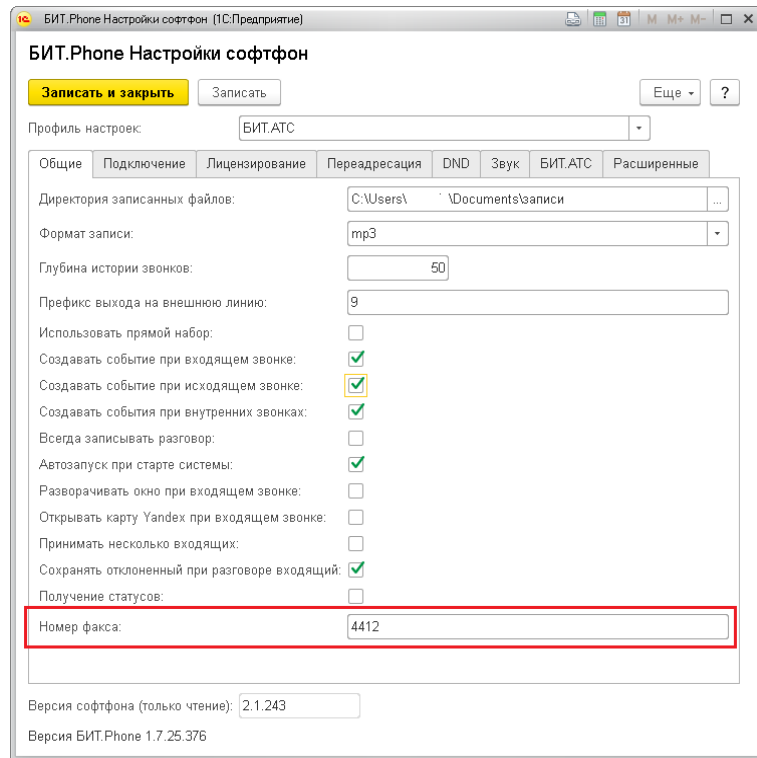 БИТ.Phone Настройки софтфон (1С:Предприятие) 31 M M+ M-
БИТ.Phone Настройки софтфон
Записать и закрыть Записать Еще ?
Профиль настроек: БИТ.АТС
Общие Подключение Лицензирование Переадресация DND Звук БИТ.АТС Расширенные
Директория записанных файлов: C:\Users\ \Documents\записи ...
Формат записи: mp3
Глубина истории звонков: 50
Префикс выхода на внешнюю линию: 9
Использовать прямой набор:
Создавать событие при входящем звонке:
Создавать событие при исходящем звонке:
Создавать события при внутренних звонках:
Всегда записывать разговор:
Автозапуск при старте системы:
Разворачивать окно при входящем звонке:
Открывать карту Yandex при входящем звонке:
Принимать несколько входящих:
Сохранять отклоненный при разговоре входящий:
Получение статусов:
Номер факса: 4412
Версия софтфона (только чтение): 2.1.243
Версия БИТ.Phone 1.7.25.376